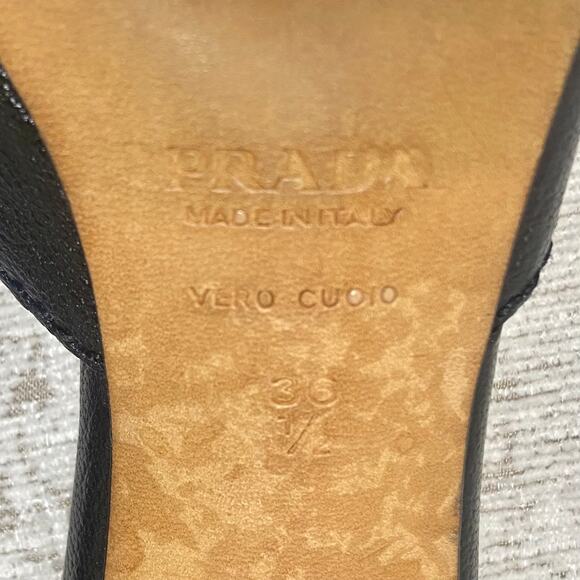 PRADA
MADE IN ITALY
VERO CUOIO
36
1/2